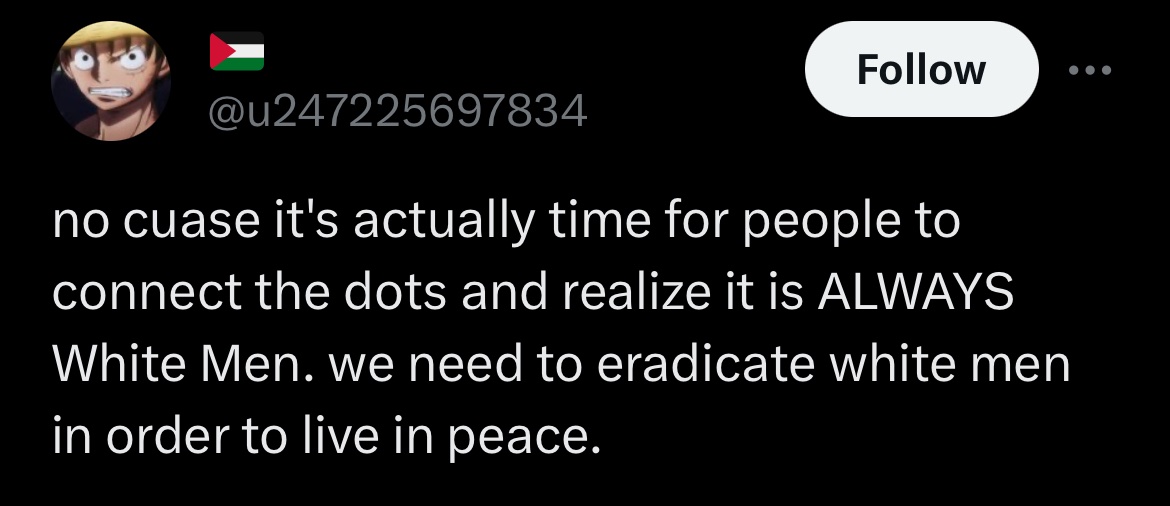 @u247225697834
Follow
no cuase it's actually time for people to
connect the dots and realize it is ALWAYS
White Men. we need to eradicate white men
in order to live in peace.